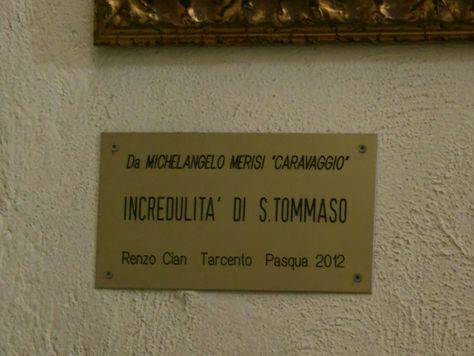 Da MICHELANGELO MERISI "CARAVAGGIO"
INCREDULITA' DI S.TOMMASO
Renzo Cian Tarcento Pasqua 2012